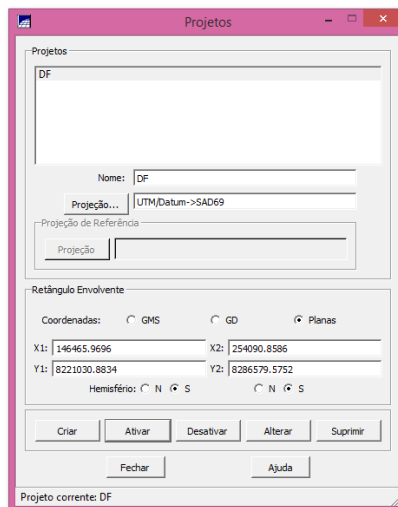 Projetos
Projetos
DF
Nome: DF
Projeção... UTM/Datum->SAD69
Projeção de Referência
Projeção
Retângulo Envolvente
Coordenadas: GMS GD Planas
X1: 146465.9696 X2: 254090.8586
Y1: 8221030.8834 Y2: 8286579.5752
Hemisfério: N S N S
Criar Ativar Desativar Alterar Suprimir
Fechar Ajuda
Projeto corrente: DF